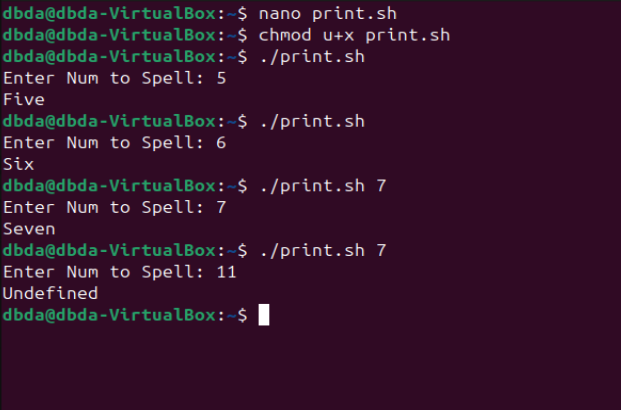 dbda@dbda-VirtualBox:~$ nano print.sh
dbda@dbda-VirtualBox:~$ chmod u+x print.sh
dbda@dbda-VirtualBox:~$ ./print.sh
Enter Num to Spell: 5
Five
dbda@dbda-VirtualBox:~$ ./print.sh
Enter Num to Spell: 6
Six
dbda@dbda-VirtualBox:~$ ./print.sh 7
Enter Num to Spell: 7
Seven
dbda@dbda-VirtualBox:~$ ./print.sh 7
Enter Num to Spell: 11
Undefined
dbda@dbda-VirtualBox:~$